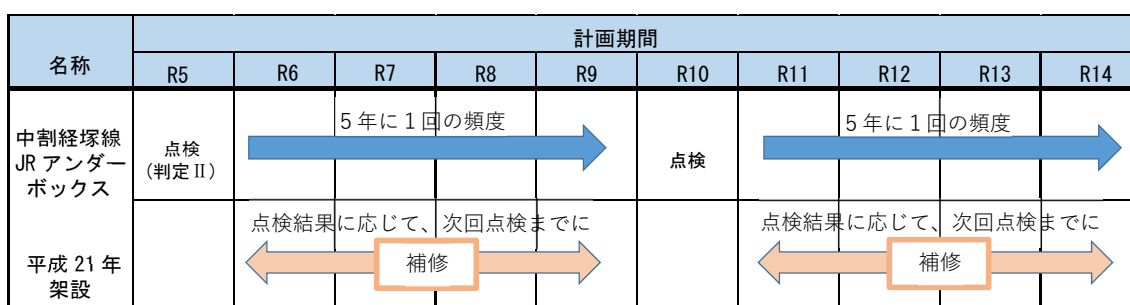 名称
計画期間
R5 R6 R7 R8 R9 R10 R11 R12 R13 R14
中割経塚線
JRアンダー
ボックス
点検
(判定Ⅱ)
5年に1回の頻度
点検
5年に1回の頻度
平成21年
架設
点検結果に応じて、次回点検までに
補修
点検結果に応じて、次回点検までに
補修